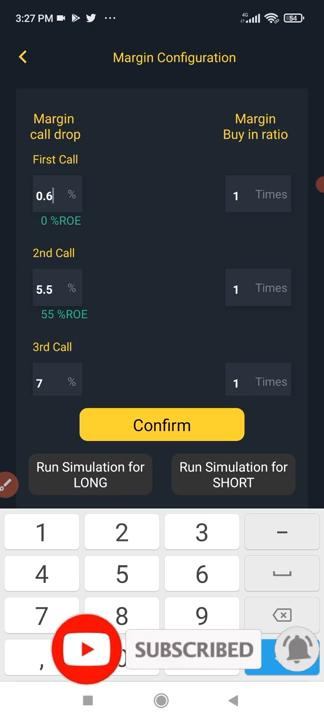 3:27 PM
4G
54
Margin Configuration
Margin
call drop
Margin
Buy in ratio
First Call
0.6 %
1 Times
0 %ROE
2nd Call
5.5 %
1 Times
55 %ROE
3rd Call
7 %
1 Times
Confirm
Run Simulation for
LONG
Run Simulation for
SHORT
1 2 3 –
4 5 6
7 8 9
SUBSCRIBED
, 0